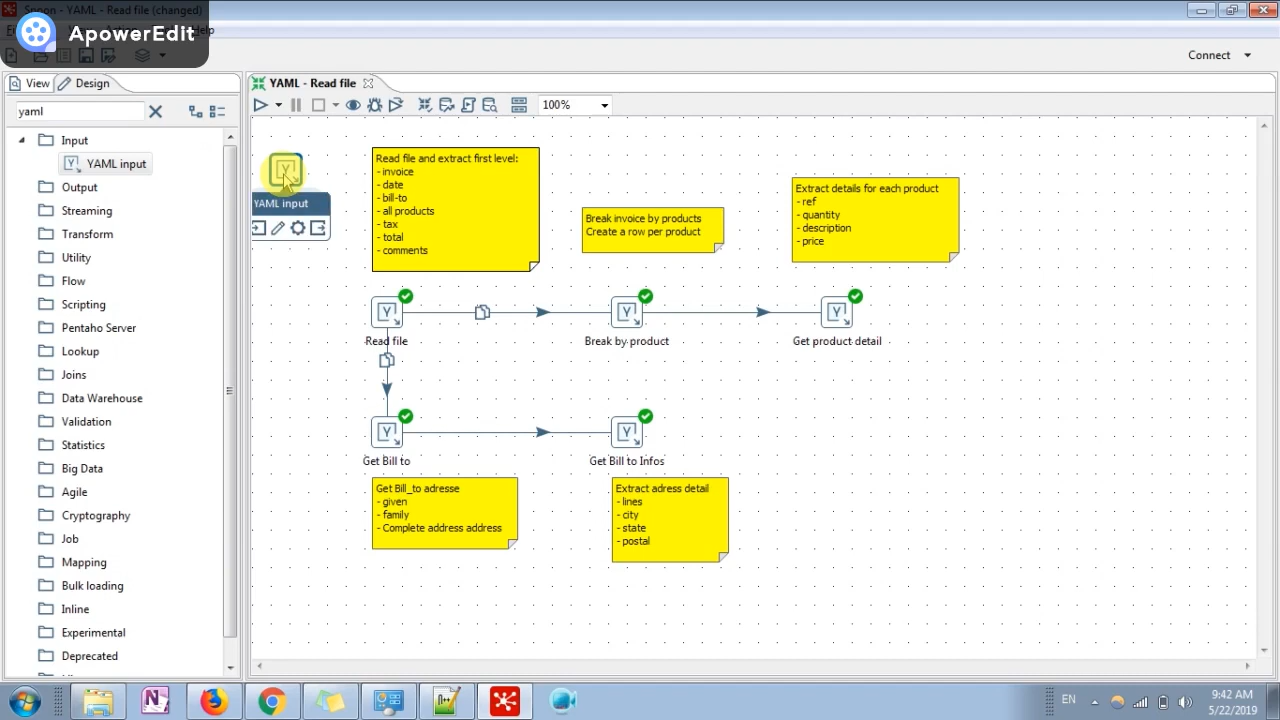 Spoon - YAML - Read file (changed)
ApowerEdit
Help
Connect
View
Design
YAML - Read file
yaml
100%
Input
YAML input
Output
Streaming
Transform
Utility
Flow
Scripting
Pentaho Server
Lookup
Joins
Data Warehouse
Validation
Statistics
Big Data
Agile
Cryptography
Job
Mapping
Bulk loading
Inline
Experimental
Deprecated
YAML input
Read file and extract first level:
- invoice
- date
- bill-to
- all products
- tax
- total
- comments
Break invoice by products
Create a row per product
Extract details for each product
- ref
- quantity
- description
- price
Read file
Break by product
Get product detail
Get Bill to
Get Bill to Infos
Get Bill_to adresse
- given
- family
- Complete address address
Extract adress detail
- lines
- city
- state
- postal
EN
9:42 AM
5/22/2019